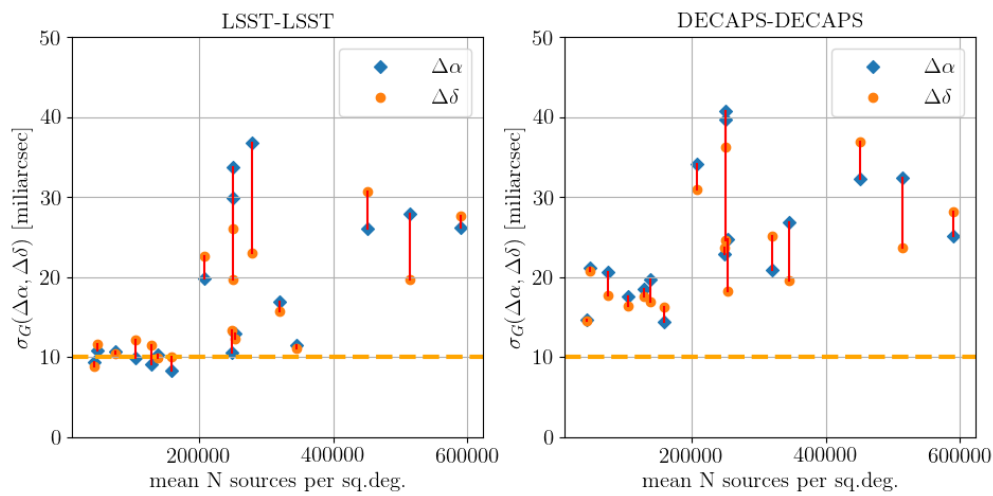 LSST-LSST
50
40
30
20
10
0
200000 400000 600000
mean N sources per sq.deg.
σ_G(Δα, Δδ) [miliarcsec]
Δα
Δδ
DECAPS-DECAPS
50
40
30
20
10
0
200000 400000 600000
mean N sources per sq.deg.
σ_G(Δα, Δδ) [miliarcsec]
Δα
Δδ